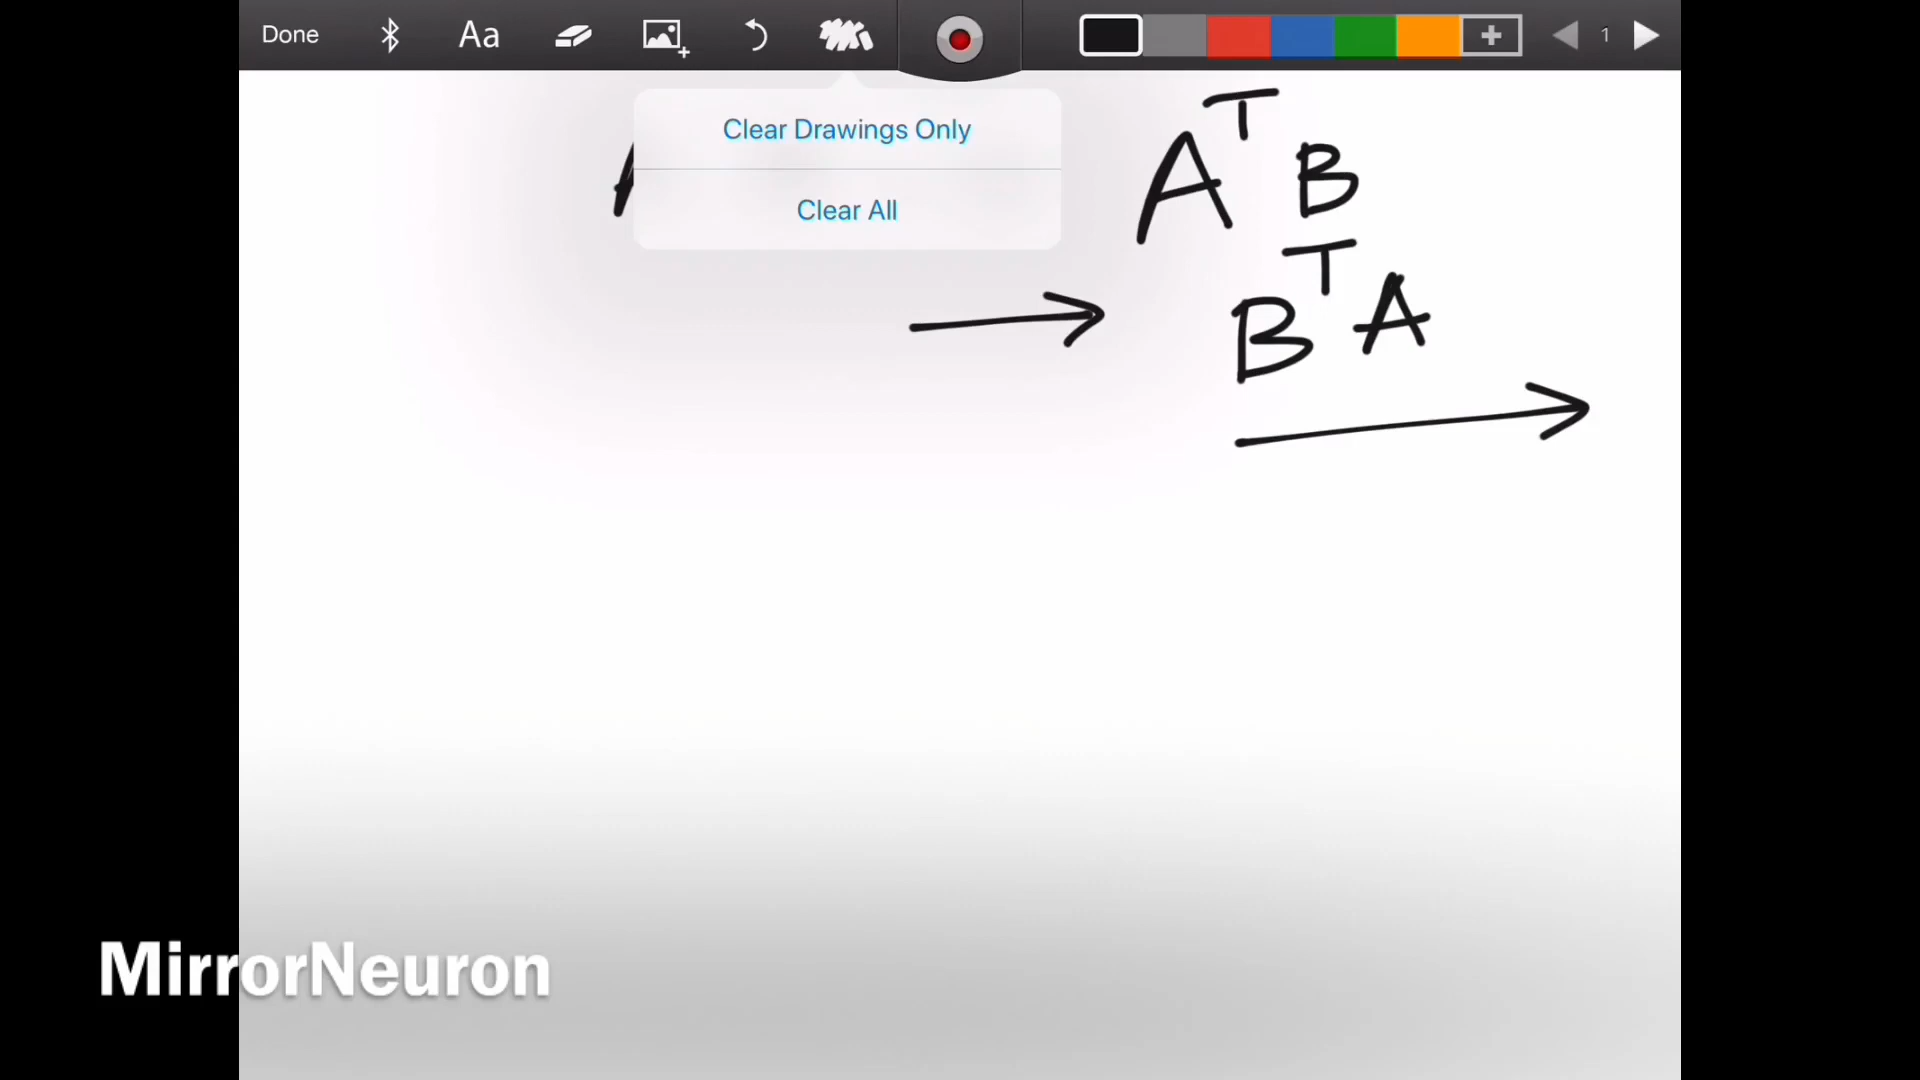 Done Aa 1
Clear Drawings Only
Clear All
A^T B
B^T A
MirrorNeuron